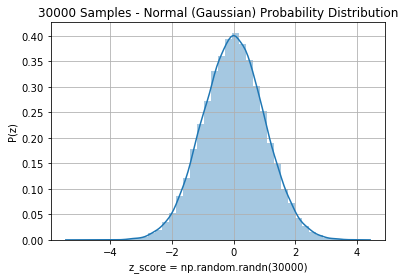 30000 Samples - Normal (Gaussian) Probability Distribution
0.40
0.35
0.30
0.25
0.20
0.15
0.10
0.05
0.00
P(z)
−4 −2 0 2 4
z_score = np.random.randn(30000)